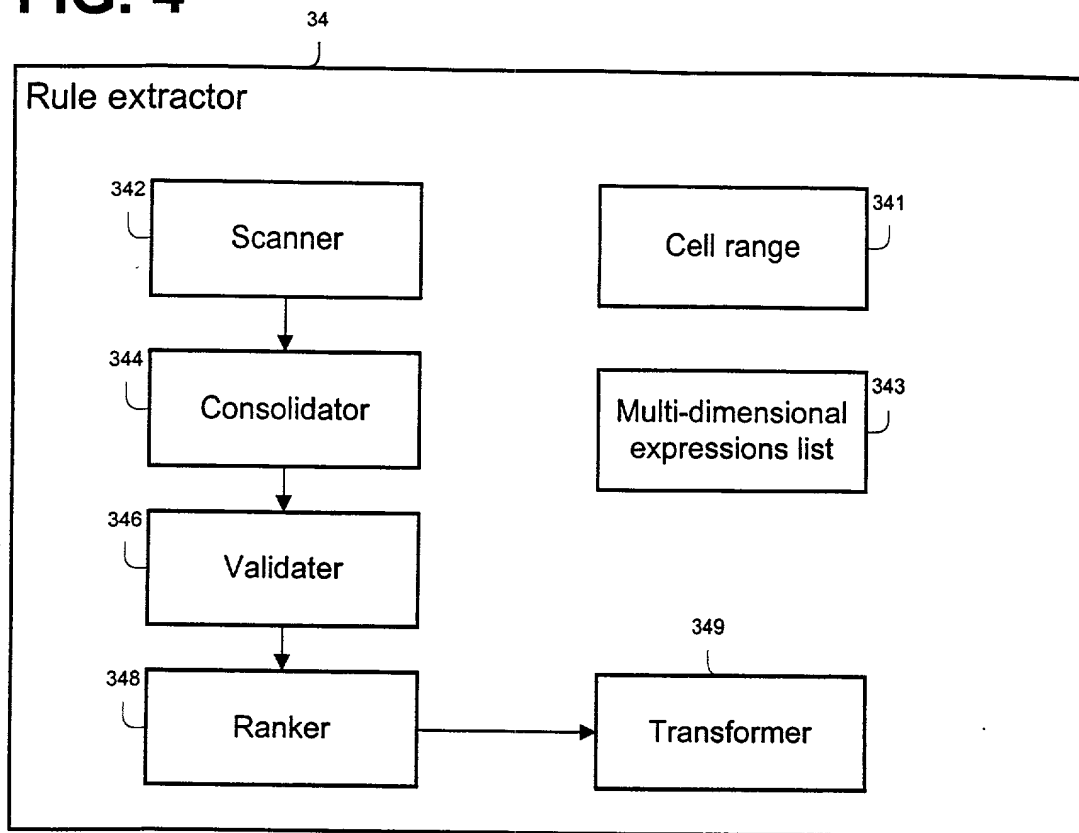 FIG. 4
34
Rule extractor
342
Scanner
341
Cell range
344
Consolidator
343
Multi-dimensional
expressions list
346
Validater
349
348
Ranker
Transformer